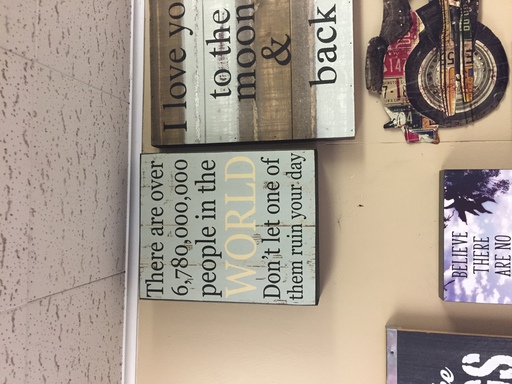 There are over
6,780,000,000
people in the
WORLD
Don't let one of
them ruin your day
I love yo
to the
moon
&
back
BELIEVE
THERE
ARE NO